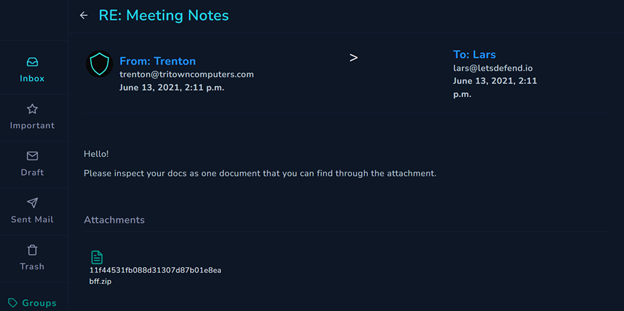 RE: Meeting Notes
Inbox
Important
Draft
Sent Mail
Trash
Groups
From: Trenton
trenton@tritowncomputers.com
June 13, 2021, 2:11 p.m.
>
To: Lars
lars@letsdefend.io
June 13, 2021, 2:11
p.m.
Hello!
Please inspect your docs as one document that you can find through the attachment.
Attachments
11f44531fb088d31307d87b01e8ea
bff.zip